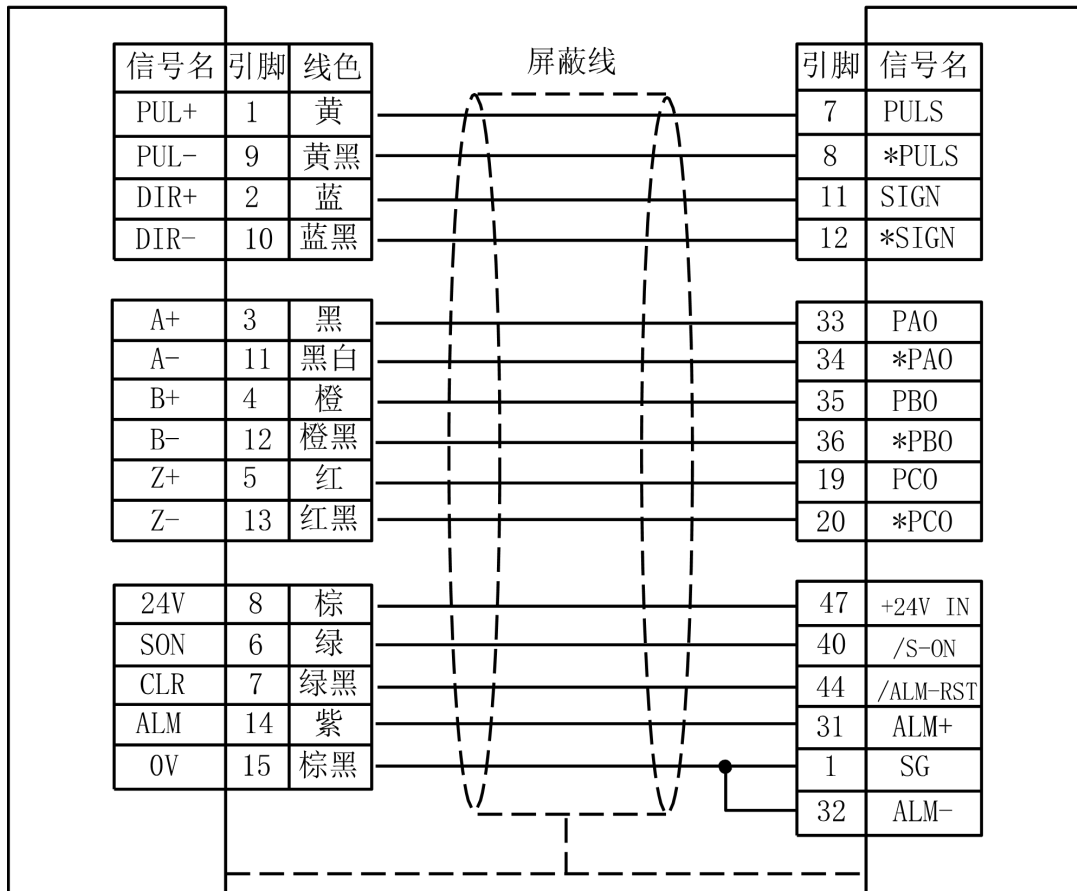 屏蔽线
信号名 引脚 线色 引脚 信号名
PUL+ 1 黄 7 PULS
PUL- 9 黄黑 8 *PULS
DIR+ 2 蓝 11 SIGN
DIR- 10 蓝黑 12 *SIGN
A+ 3 黑 33 PAO
A- 11 黑白 34 *PAO
B+ 4 橙 35 PBO
B- 12 橙黑 36 *PBO
Z+ 5 红 19 PCO
Z- 13 红黑 20 *PCO
24V 8 棕 47 +24V IN
SON 6 绿 40 /S-ON
CLR 7 绿黑 44 /ALM-RST
ALM 14 紫 31 ALM+
0V 15 棕黑 1 SG
32 ALM-